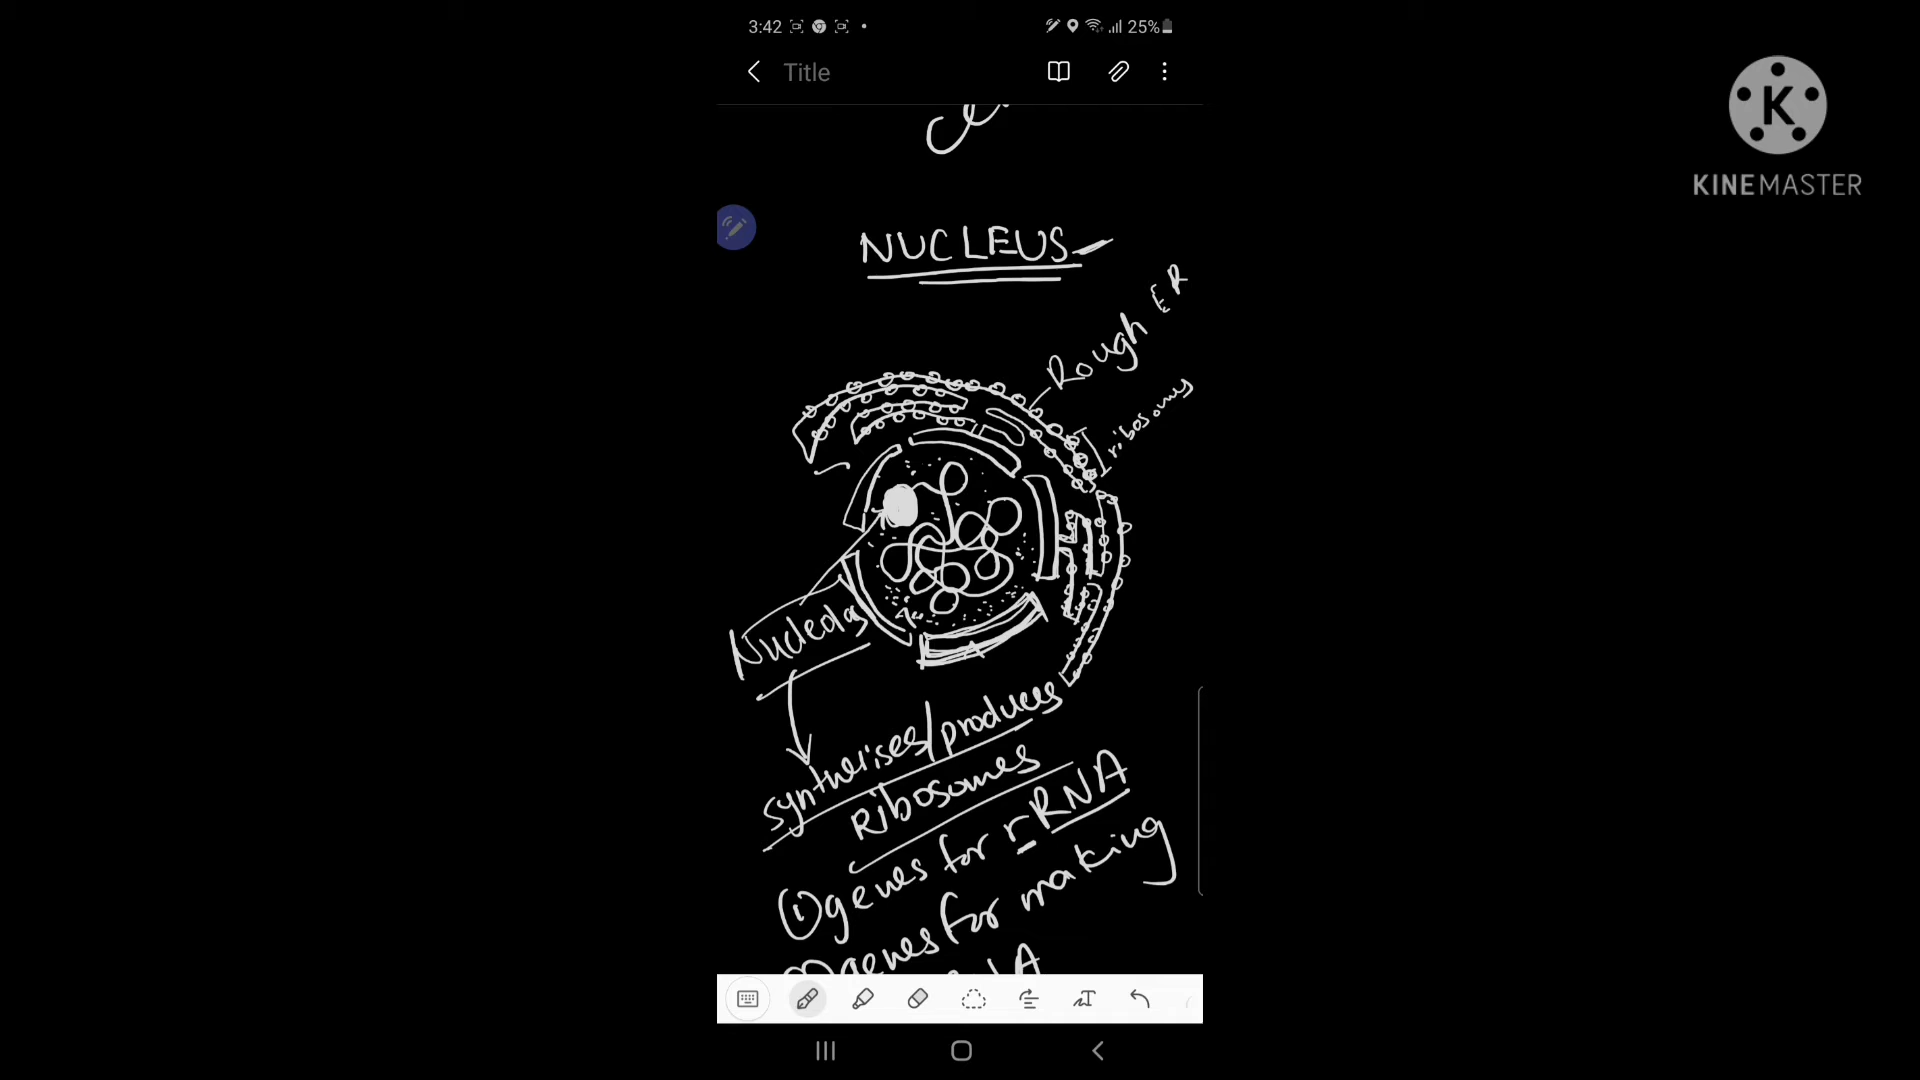 3:42
25%
Title
KINEMASTER
NUCLEUS
Rough ER
ribosomes
Nucleolus
syntherises/produces
Ribosomes
① genes for rRNA
genes for making